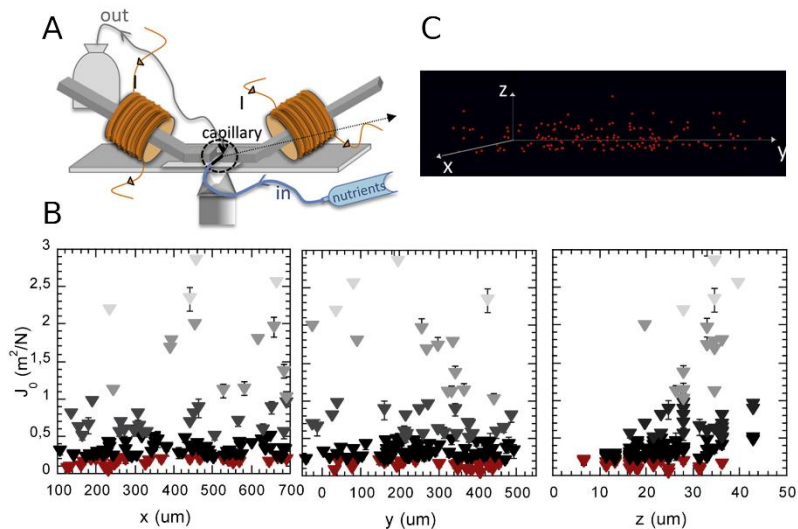 A
out
I
I
capillary
in
nutrients
C
z
x
y
B
J0 (m²/N)
3
2,5
2
1,5
1
0,5
0
100 200 300 400 500 600 700
x (um)
0 100 200 300 400 500
y (um)
0 10 20 30 40 50
z (um)